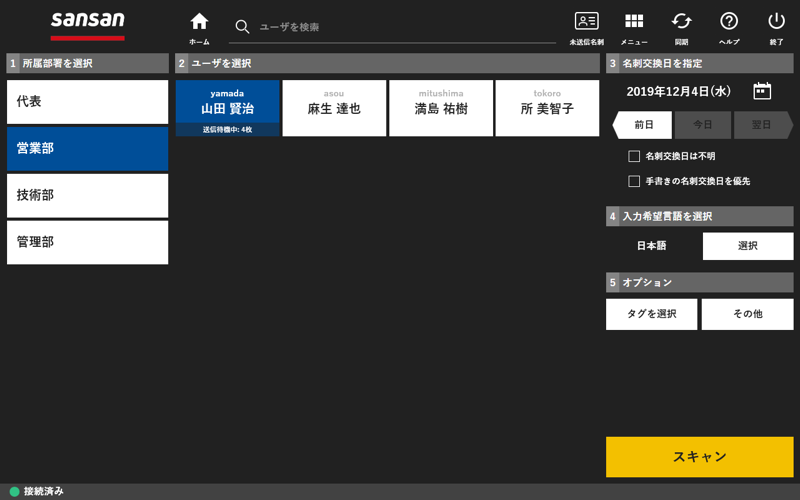 sansan
ユーザを検索
ホーム
未送信名刺
メニュー
同期
ヘルプ
終了
1 所属部署を選択
代表
営業部
技術部
管理部
2 ユーザを選択
yamada
山田 賢治
送信待機中: 4枚
asou
麻生 達也
mitushima
満島 祐樹
tokoro
所 美智子
3 名刺交換日を指定
2019年12月4日(水)
前日
今日
翌日
名刺交換日は不明
手書きの名刺交換日を優先
4 入力希望言語を選択
日本語
選択
5 オプション
タグを選択
その他
スキャン
接続済み